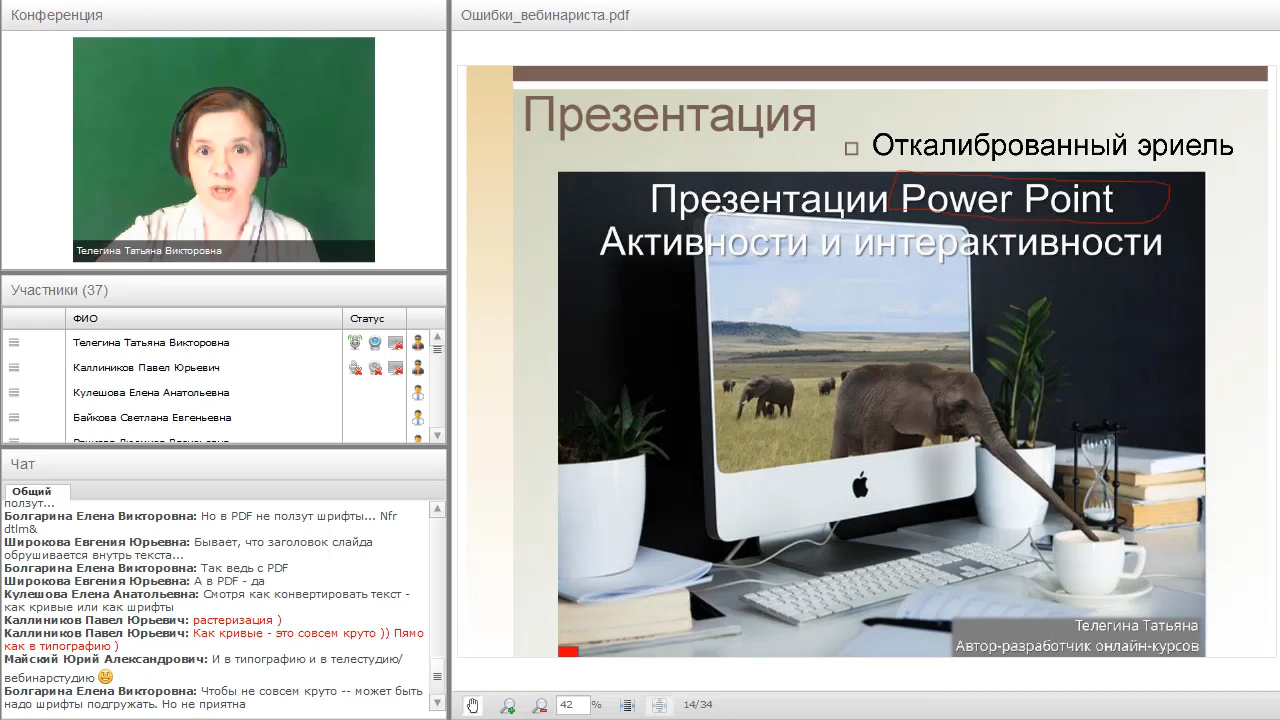 Конференция
Телегина Татьяна Викторовна
Участники (37)
ФИО Статус
Телегина Татьяна Викторовна
Каллиников Павел Юрьевич
Кулешова Елена Анатольевна
Байкова Светлана Евгеньевна
Чат
Общий
ползут...
Болгарина Елена Викторовна: Но в PDF не ползут шрифты... Nfr
dtlm&
Широкова Евгения Юрьевна: Бывает, что заголовок слайда
обрушивается внутрь текста...
Болгарина Елена Викторовна: Так ведь с PDF
Широкова Евгения Юрьевна: А в PDF - да
Кулешова Елена Анатольевна: Смотря как конвертировать текст -
как кривые или как шрифты
Каллиников Павел Юрьевич: растеризация )
Каллиников Павел Юрьевич: Как кривые - это совсем круто )) Пямо
как в типографию )
Майский Юрий Александрович: И в типографию и в телестудию/
вебинарстудию
Болгарина Елена Викторовна: Чтобы не совсем круто -- может быть
надо шрифты подгружать. Но не приятна
Ошибки_вебинариста.pdf
Презентация
Откалиброванный эриель
Презентации Power Point
Активности и интерактивности
Телегина Татьяна
Автор-разработчик онлайн-курсов
42 % 14/34